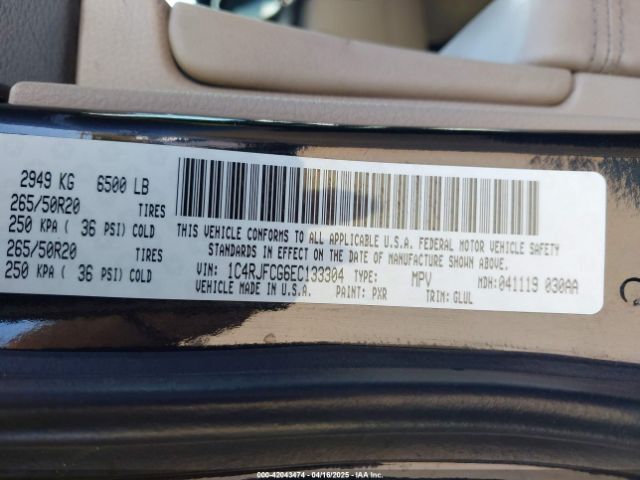 2949 KG 6500 LB
265/50R20 TIRES
250 KPA ( 36 PSI) COLD
265/50R20 TIRES
250 KPA ( 36 PSI) COLD
THIS VEHICLE CONFORMS TO ALL APPLICABLE U.S.A. FEDERAL MOTOR VEHICLE SAFETY
STANDARDS IN EFFECT ON THE DATE OF MANUFACTURE SHOWN ABOVE.
VIN: 1C4RJFCG6EC133304 TYPE: MPV MDH:041119 030AA
VEHICLE MADE IN U.S.A. PAINT: PXR TRIM: GLUL
000-42043474 - 04/16/2025 - IAAI.COM